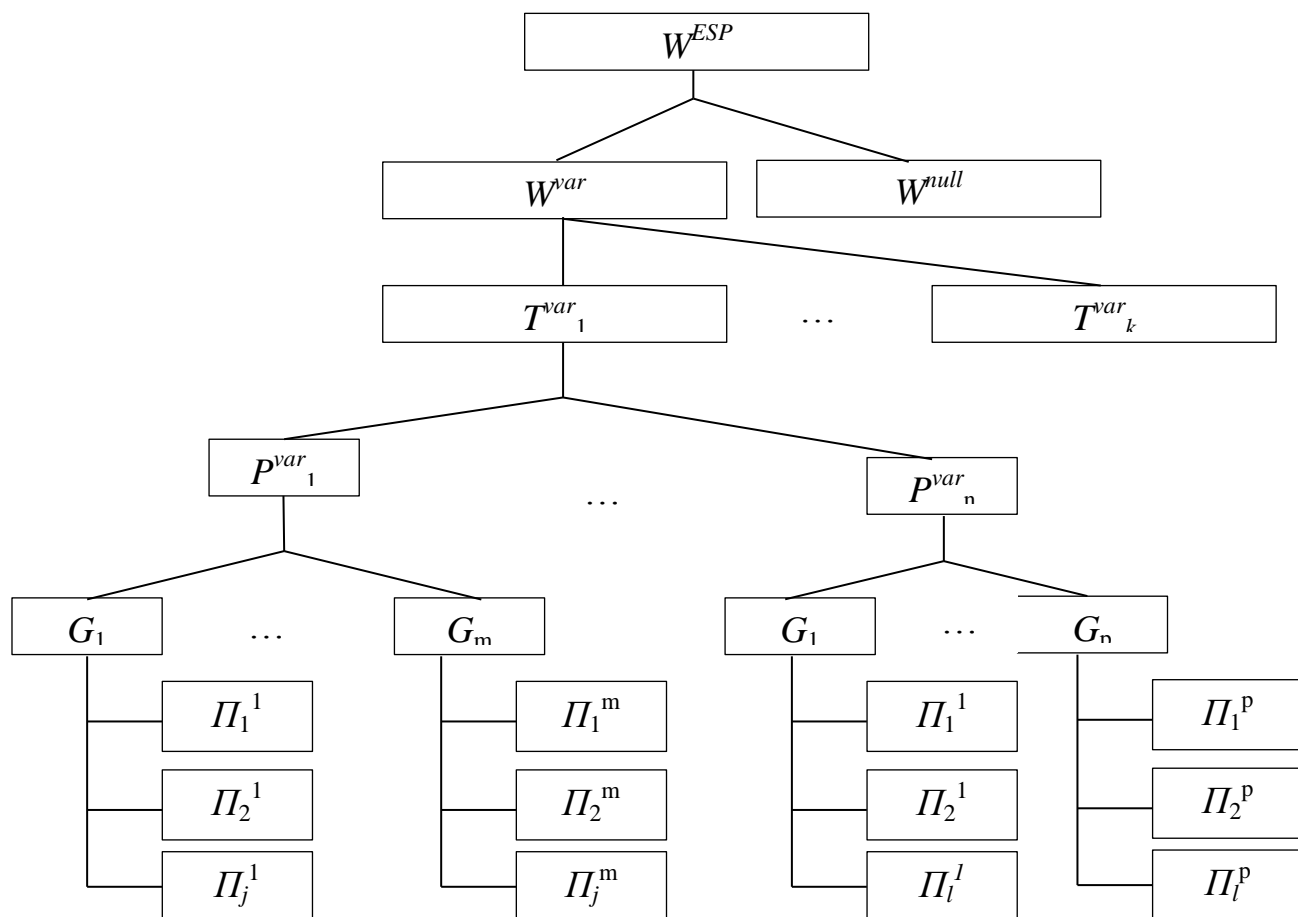 W^ESP
W^var W^null
T^var_1 … T^var_k
P^var_1 … P^var_n
G_1 … G_m G_1 … G_p
Π_1^1 Π_1^m Π_1^1 Π_1^p
Π_2^1 Π_2^m Π_2^1 Π_2^p
Π_j^1 Π_j^m Π_l^1 Π_l^p